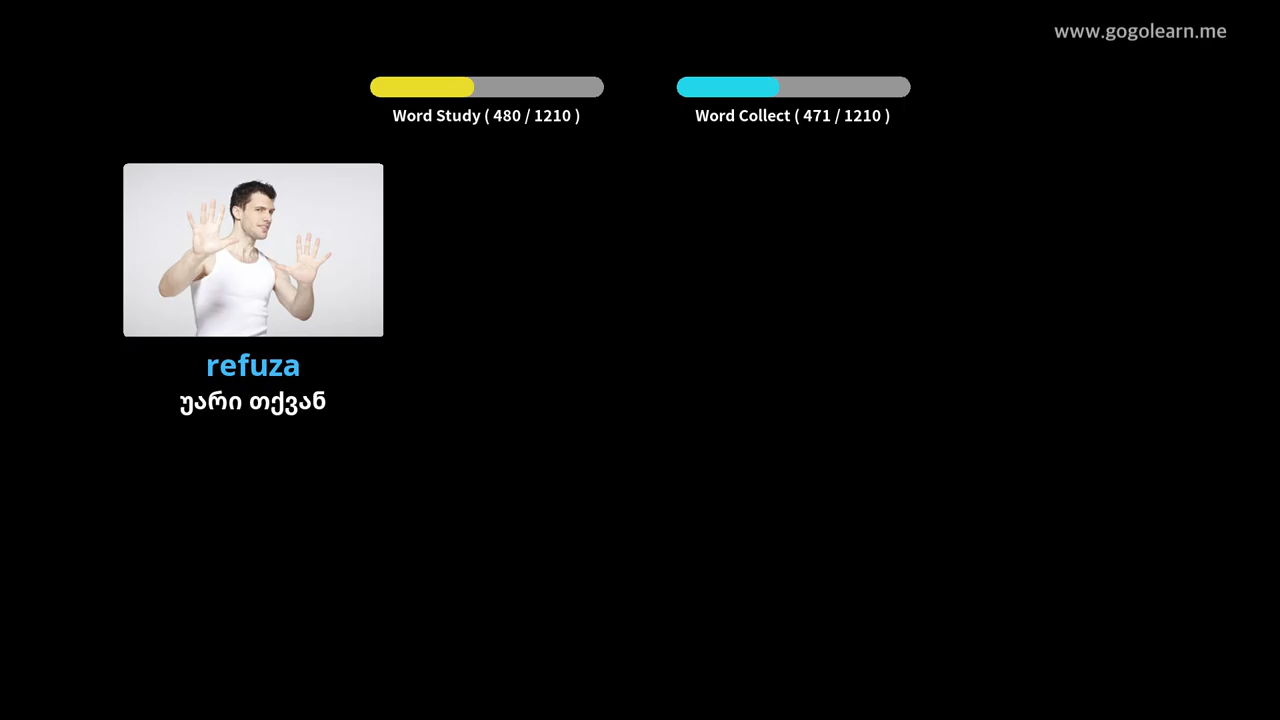 www.gogolearn.me
Word Study ( 480 / 1210 )
Word Collect ( 471 / 1210 )
refuza
უარი თქვან